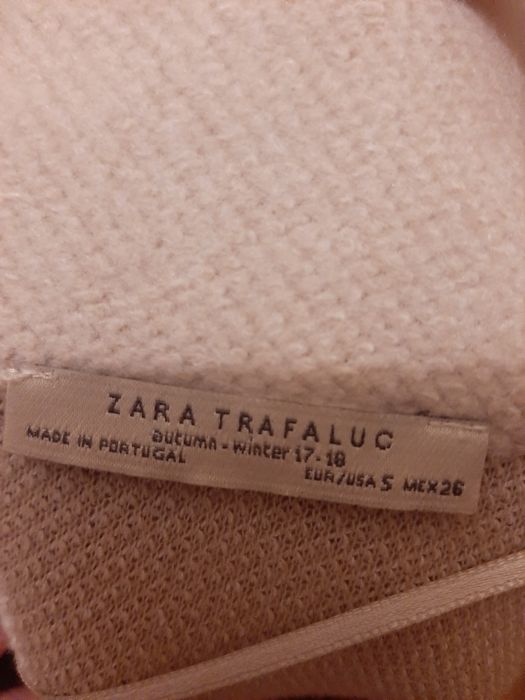 ZARA TRAFALUC
autumn - winter 17-18
MADE IN PORTUGAL
EUR/USA S MEX 26